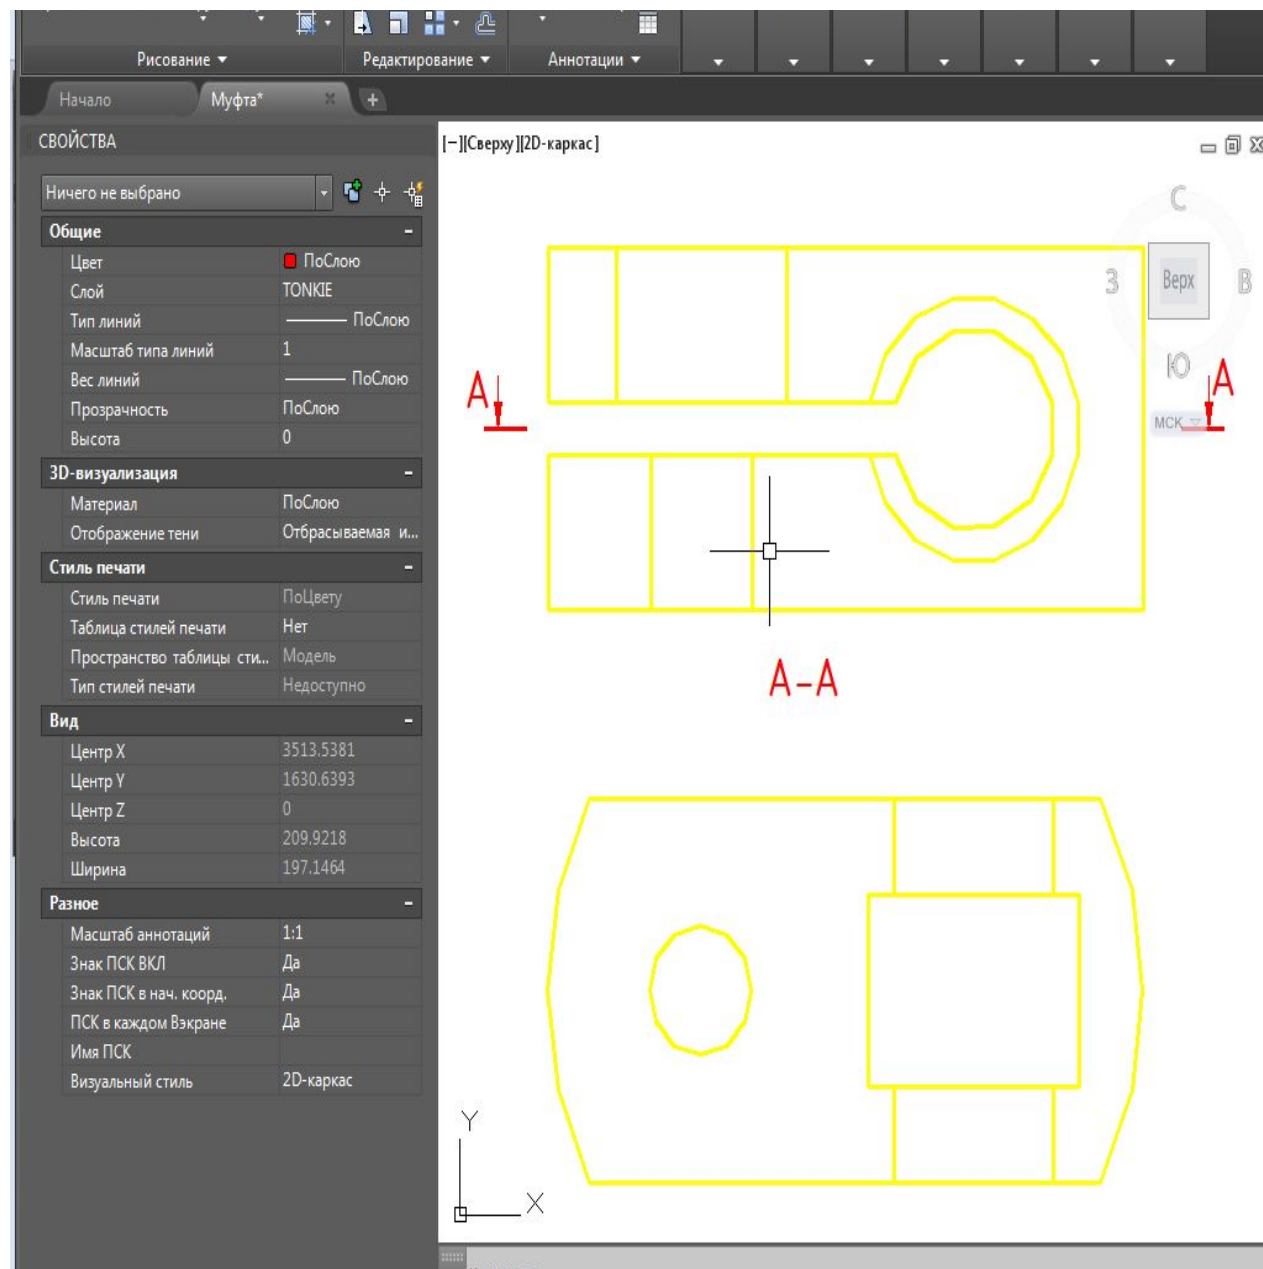 Рисование
Редактирование
Аннотации
Начало
Муфта*
СВОЙСТВА
Ничего не выбрано
Общие
Цвет ПоСлою
Слой TONKIE
Тип линий ПоСлою
Масштаб типа линий 1
Вес линий ПоСлою
Прозрачность ПоСлою
Высота 0
3D-визуализация
Материал ПоСлою
Отображение тени Отбрасываемая и...
Стиль печати
Стиль печати ПоЦвету
Таблица стилей печати Нет
Пространство таблицы сти... Модель
Тип стилей печати Недоступно
Вид
Центр X 3513.5381
Центр Y 1630.6393
Центр Z 0
Высота 209.9218
Ширина 197.1464
Разное
Масштаб аннотаций 1:1
Знак ПСК ВКЛ Да
Знак ПСК в нач. коорд. Да
ПСК в каждом Вэкране Да
Имя ПСК
Визуальный стиль 2D-каркас
[−][Сверху][2D-каркас]
С
З Верх В
Ю
МСК
А А
А-А
Y
X